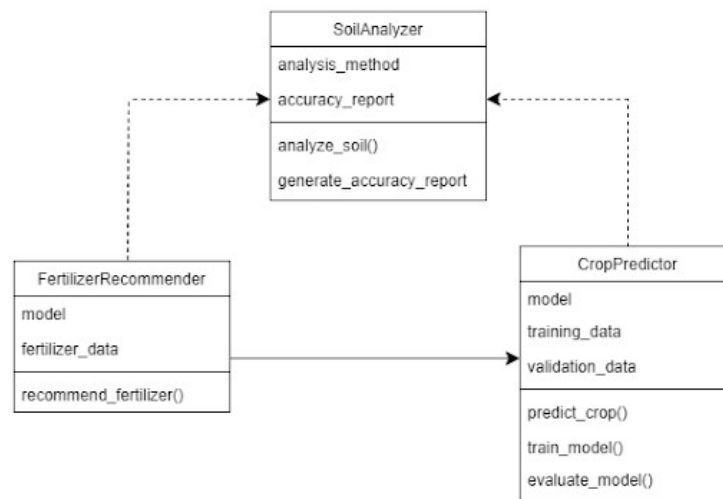 SoilAnalyzer
analysis_method
accuracy_report
analyze_soil()
generate_accuracy_report
FertilizerRecommender
model
fertilizer_data
recommend_fertilizer()
CropPredictor
model
training_data
validation_data
predict_crop()
train_model()
evaluate_model()